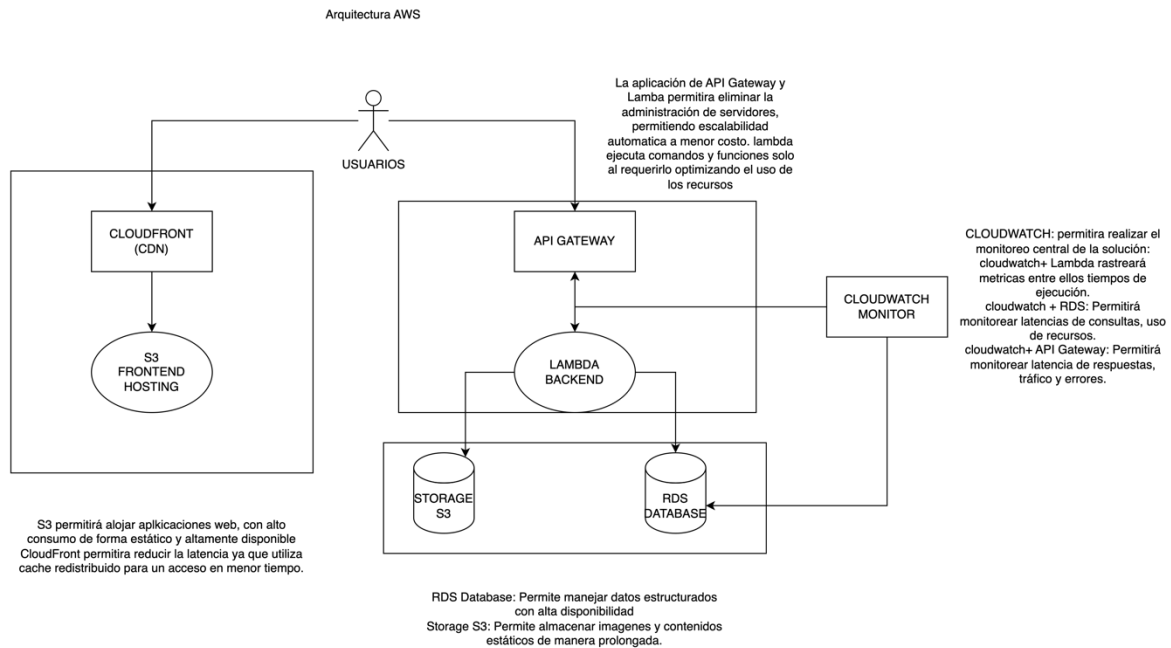 Arquitectura AWS
La aplicación de API Gateway y
Lamba permitira eliminar la
administración de servidores,
permitiendo escalabilidad
automatica a menor costo. lambda
ejecuta comandos y funciones solo
al requerirlo optimizando el uso de
los recursos
USUARIOS
CLOUDFRONT
(CDN)
S3
FRONTEND
HOSTING
API GATEWAY
LAMBDA
BACKEND
CLOUDWATCH
MONITOR
CLOUDWATCH: permitira realizar el
monitoreo central de la solución:
cloudwatch+ Lambda rastreará
metricas entre ellos tiempos de
ejecución.
cloudwatch + RDS: Permitirá
monitorear latencias de consultas, uso
de recursos.
cloudwatch+ API Gateway: Permitirá
monitorear latencia de respuestas,
tráfico y errores.
STORAGE
S3
RDS
DATABASE
S3 permitirá alojar aplkicaciones web, con alto
consumo de forma estático y altamente disponible
CloudFront permitira reducir la latencia ya que utiliza
cache redistribuido para un acceso en menor tiempo.
RDS Database: Permite manejar datos estructurados
con alta disponibilidad
Storage S3: Permite almacenar imagenes y contenidos
estáticos de manera prolongada.